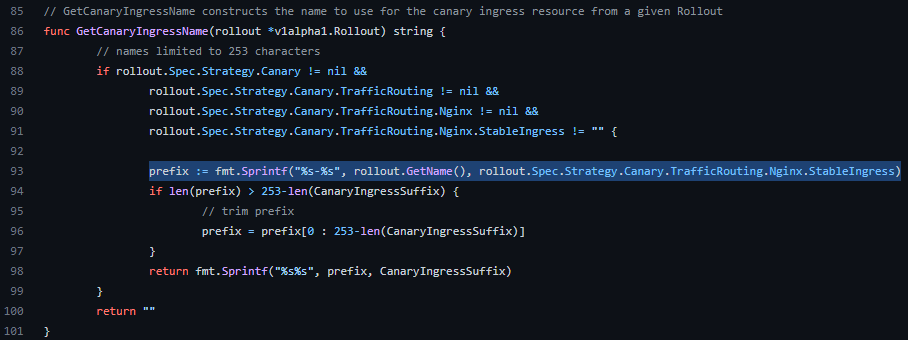 85 // GetCanaryIngressName constructs the name to use for the canary ingress resource from a given Rollout
86 func GetCanaryIngressName(rollout *v1alpha1.Rollout) string {
87 // names limited to 253 characters
88 if rollout.Spec.Strategy.Canary != nil &&
89 rollout.Spec.Strategy.Canary.TrafficRouting != nil &&
90 rollout.Spec.Strategy.Canary.TrafficRouting.Nginx != nil &&
91 rollout.Spec.Strategy.Canary.TrafficRouting.Nginx.StableIngress != "" {
92
93 prefix := fmt.Sprintf("%s-%s", rollout.GetName(), rollout.Spec.Strategy.Canary.TrafficRouting.Nginx.StableIngress)
94 if len(prefix) > 253-len(CanaryIngressSuffix) {
95 // trim prefix
96 prefix = prefix[0 : 253-len(CanaryIngressSuffix)]
97 }
98 return fmt.Sprintf("%s%s", prefix, CanaryIngressSuffix)
99 }
100 return ""
101 }